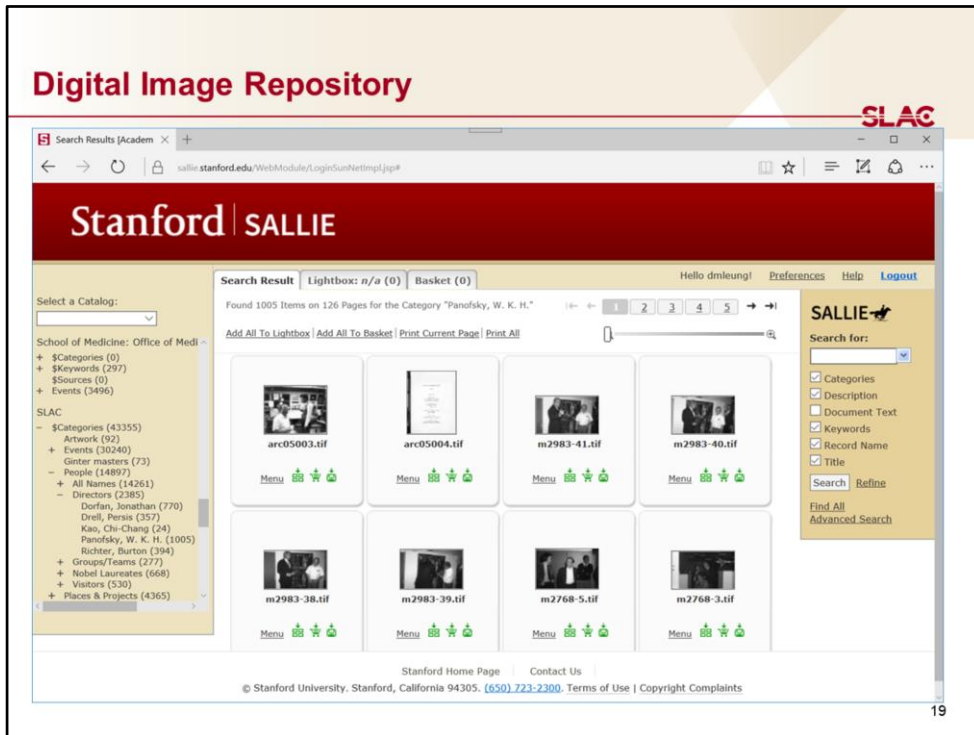 Digital Image Repository
SLAC
Search Results [Academ
sallie.stanford.edu/WebModule/LoginSunNetImpl.jsp#
Stanford SALLIE
Search Result Lightbox: n/a (0) Basket (0)
Hello dmleung! Preferences Help Logout
Select a Catalog:
School of Medicine: Office of Medi
+ $Categories (0)
+ $Keywords (297)
$Sources (0)
+ Events (3496)
SLAC
- $Categories (43355)
Artwork (92)
+ Events (30240)
Ginter masters (73)
- People (14897)
+ All Names (14261)
- Directors (2385)
Dorfan, Jonathan (770)
Drell, Persis (357)
Kao, Chi-Chang (24)
Panofsky, W. K. H. (1005)
Richter, Burton (394)
+ Groups/Teams (277)
+ Nobel Laureates (668)
+ Visitors (530)
+ Places & Projects (4365)
Found 1005 Items on 126 Pages for the Category "Panofsky, W. K. H." 1 2 3 4 5
Add All To Lightbox | Add All To Basket | Print Current Page | Print All
arc05003.tif arc05004.tif m2983-41.tif m2983-40.tif
Menu Menu Menu Menu
m2983-38.tif m2983-39.tif m2768-5.tif m2768-3.tif
Menu Menu Menu Menu
SALLIE
Search for:
Categories
Description
Document Text
Keywords
Record Name
Title
Search Refine
Find All
Advanced Search
Stanford Home Page Contact Us
© Stanford University. Stanford, California 94305. (650) 723-2300. Terms of Use | Copyright Complaints
19